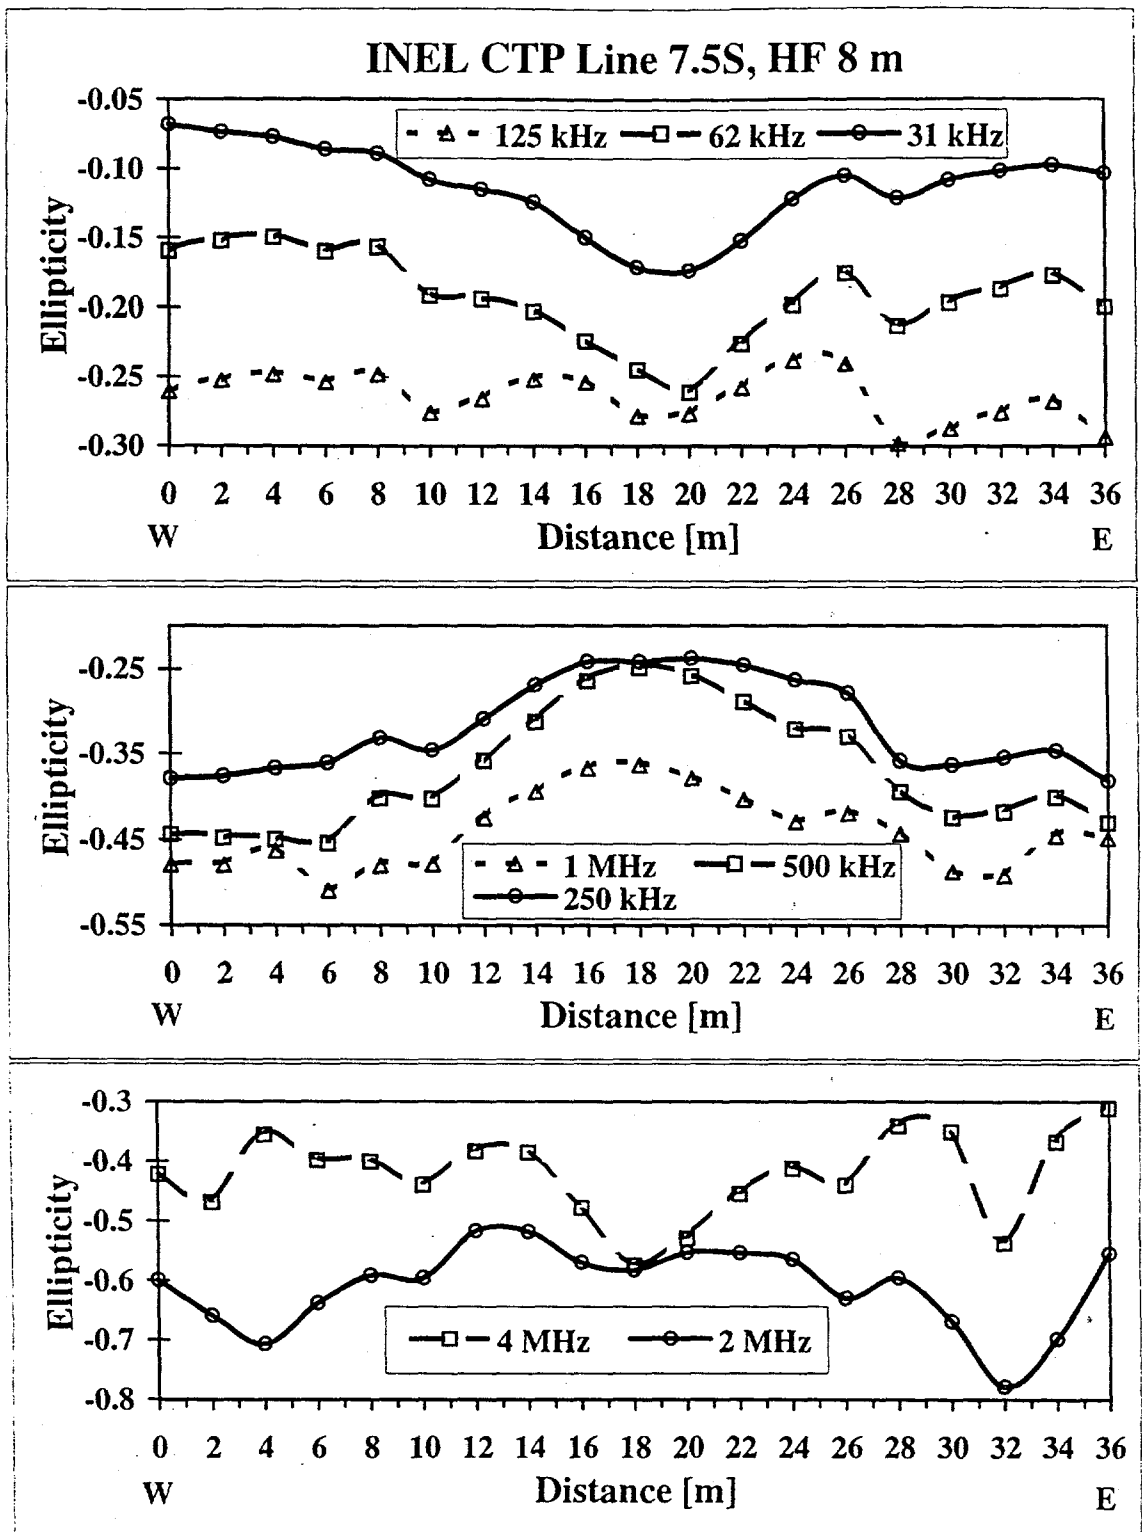 INEL CTP Line 7.5S, HF 8 m
125 kHz 62 kHz 31 kHz
Ellipticity
-0.05
-0.10
-0.15
-0.20
-0.25
-0.30
0 2 4 6 8 10 12 14 16 18 20 22 24 26 28 30 32 34 36
W Distance [m] E
Ellipticity
-0.25
-0.35
-0.45
-0.55
1 MHz 500 kHz
250 kHz
0 2 4 6 8 10 12 14 16 18 20 22 24 26 28 30 32 34 36
W Distance [m] E
Ellipticity
-0.3
-0.4
-0.5
-0.6
-0.7
-0.8
4 MHz 2 MHz
0 2 4 6 8 10 12 14 16 18 20 22 24 26 28 30 32 34 36
W Distance [m] E